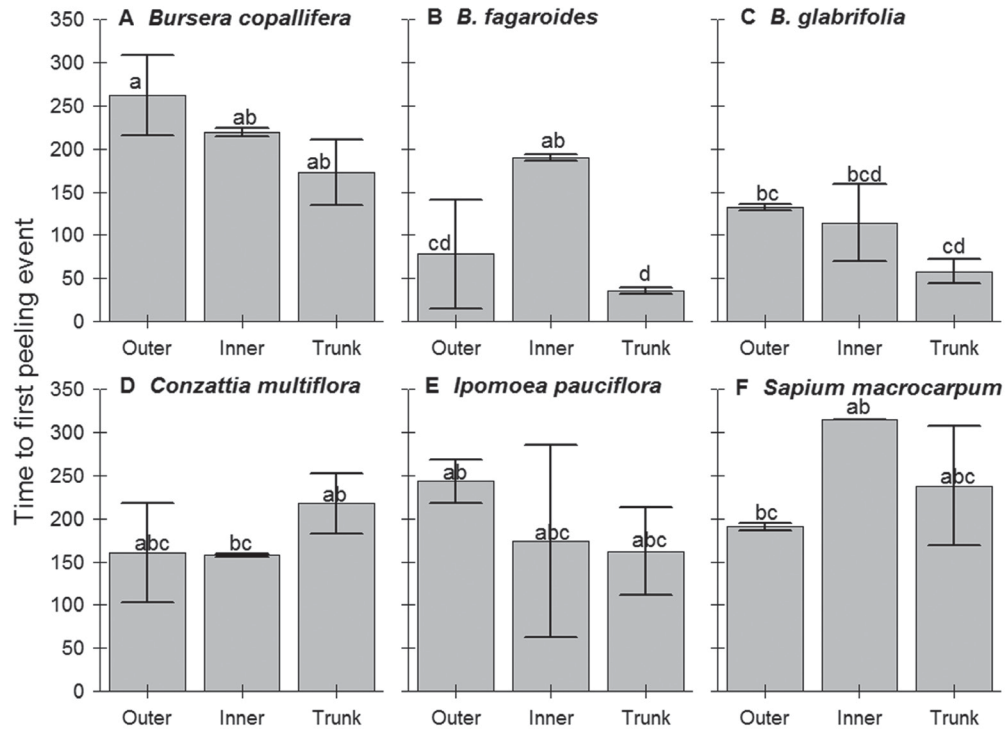 Time to first peeling event
A Bursera copallifera
350
300
250
200
150
100
50
0
a
ab
ab
Outer Inner Trunk
B B. fagaroides
cd
ab
d
Outer Inner Trunk
C B. glabrifolia
bc
bcd
cd
Outer Inner Trunk
D Conzattia multiflora
350
300
250
200
150
100
50
0
abc
bc
ab
Outer Inner Trunk
E Ipomoea pauciflora
ab
abc
abc
Outer Inner Trunk
F Sapium macrocarpum
bc
ab
abc
Outer Inner Trunk